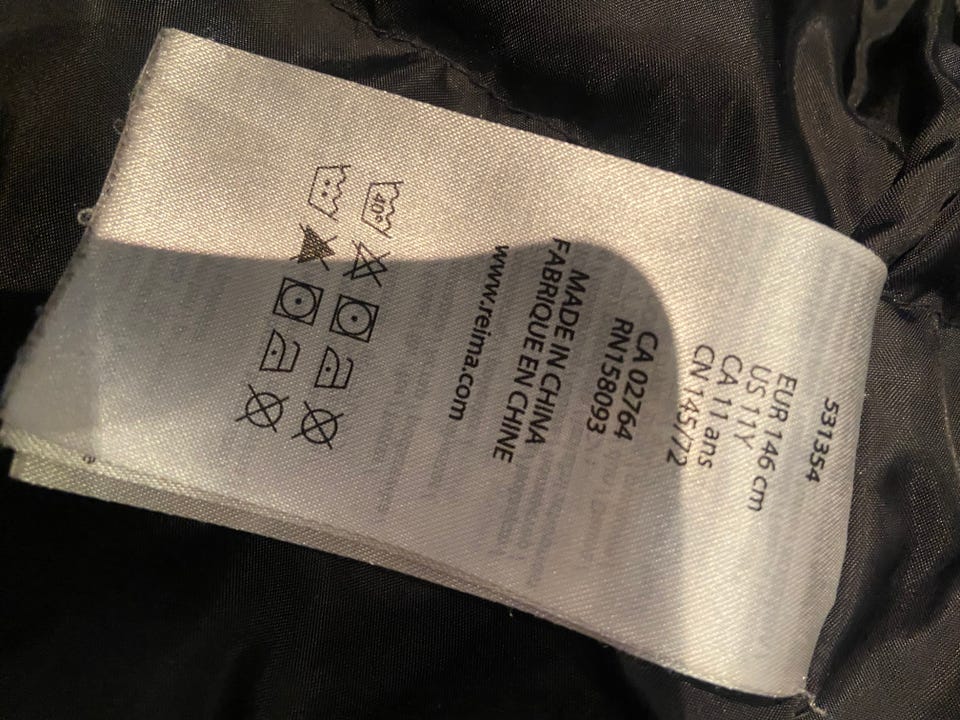 531354
EUR 146 cm
US 11Y
CA 11 ans
CN 145/72
CA 02764
RN158093
MADE IN CHINA
FABRIQUE EN CHINE
www.reima.com
40°